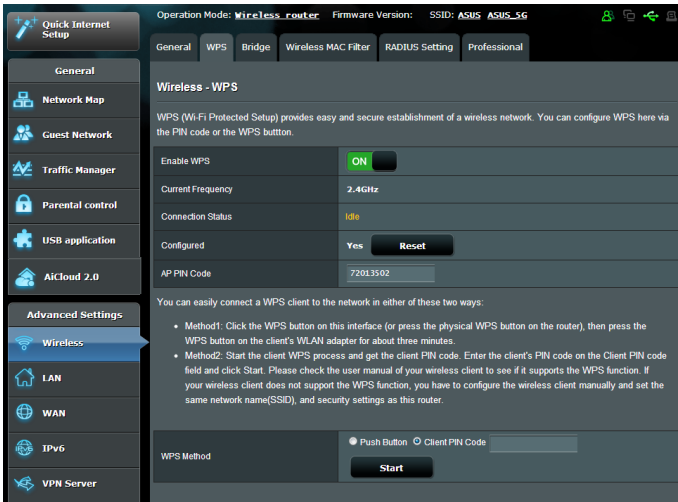 Quick Internet
Setup
Operation Mode: Wireless router Firmware Version: SSID: ASUS ASUS_5G
General WPS Bridge Wireless MAC Filter RADIUS Setting Professional
General
Network Map
Guest Network
Traffic Manager
Parental control
USB application
AiCloud 2.0
Advanced Settings
Wireless
LAN
WAN
IPv6
VPN Server
Wireless - WPS
WPS (Wi-Fi Protected Setup) provides easy and secure establishment of a wireless network. You can configure WPS here via
the PIN code or the WPS buttton.
Enable WPS ON
Current Frequency 2.4GHz
Connection Status Idle
Configured Yes Reset
AP PIN Code 72013502
You can easily connect a WPS client to the network in either of these two ways:
• Method1: Click the WPS button on this interface (or press the physical WPS button on the router), then press the
WPS button on the client's WLAN adapter for about three minutes.
• Method2: Start the client WPS process and get the client PIN code. Enter the client's PIN code on the Client PIN code
field and click Start. Please check the user manual of your wireless client to see if it supports the WPS function. If
your wireless client does not support the WPS function, you have to configure the wireless client manually and set the
same network name(SSID), and security settings as this router.
WPS Method Push Button Client PIN Code
Start